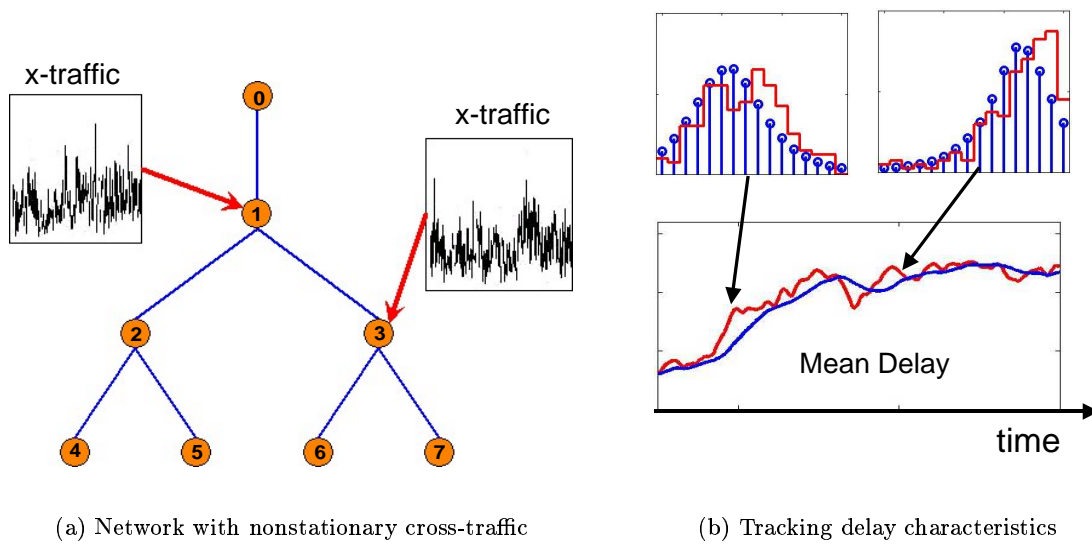 x-traffic
0
x-traffic
1
2
3
4
5
6
7
(a) Network with nonstationary cross-traffic
Mean Delay
time
(b) Tracking delay characteristics